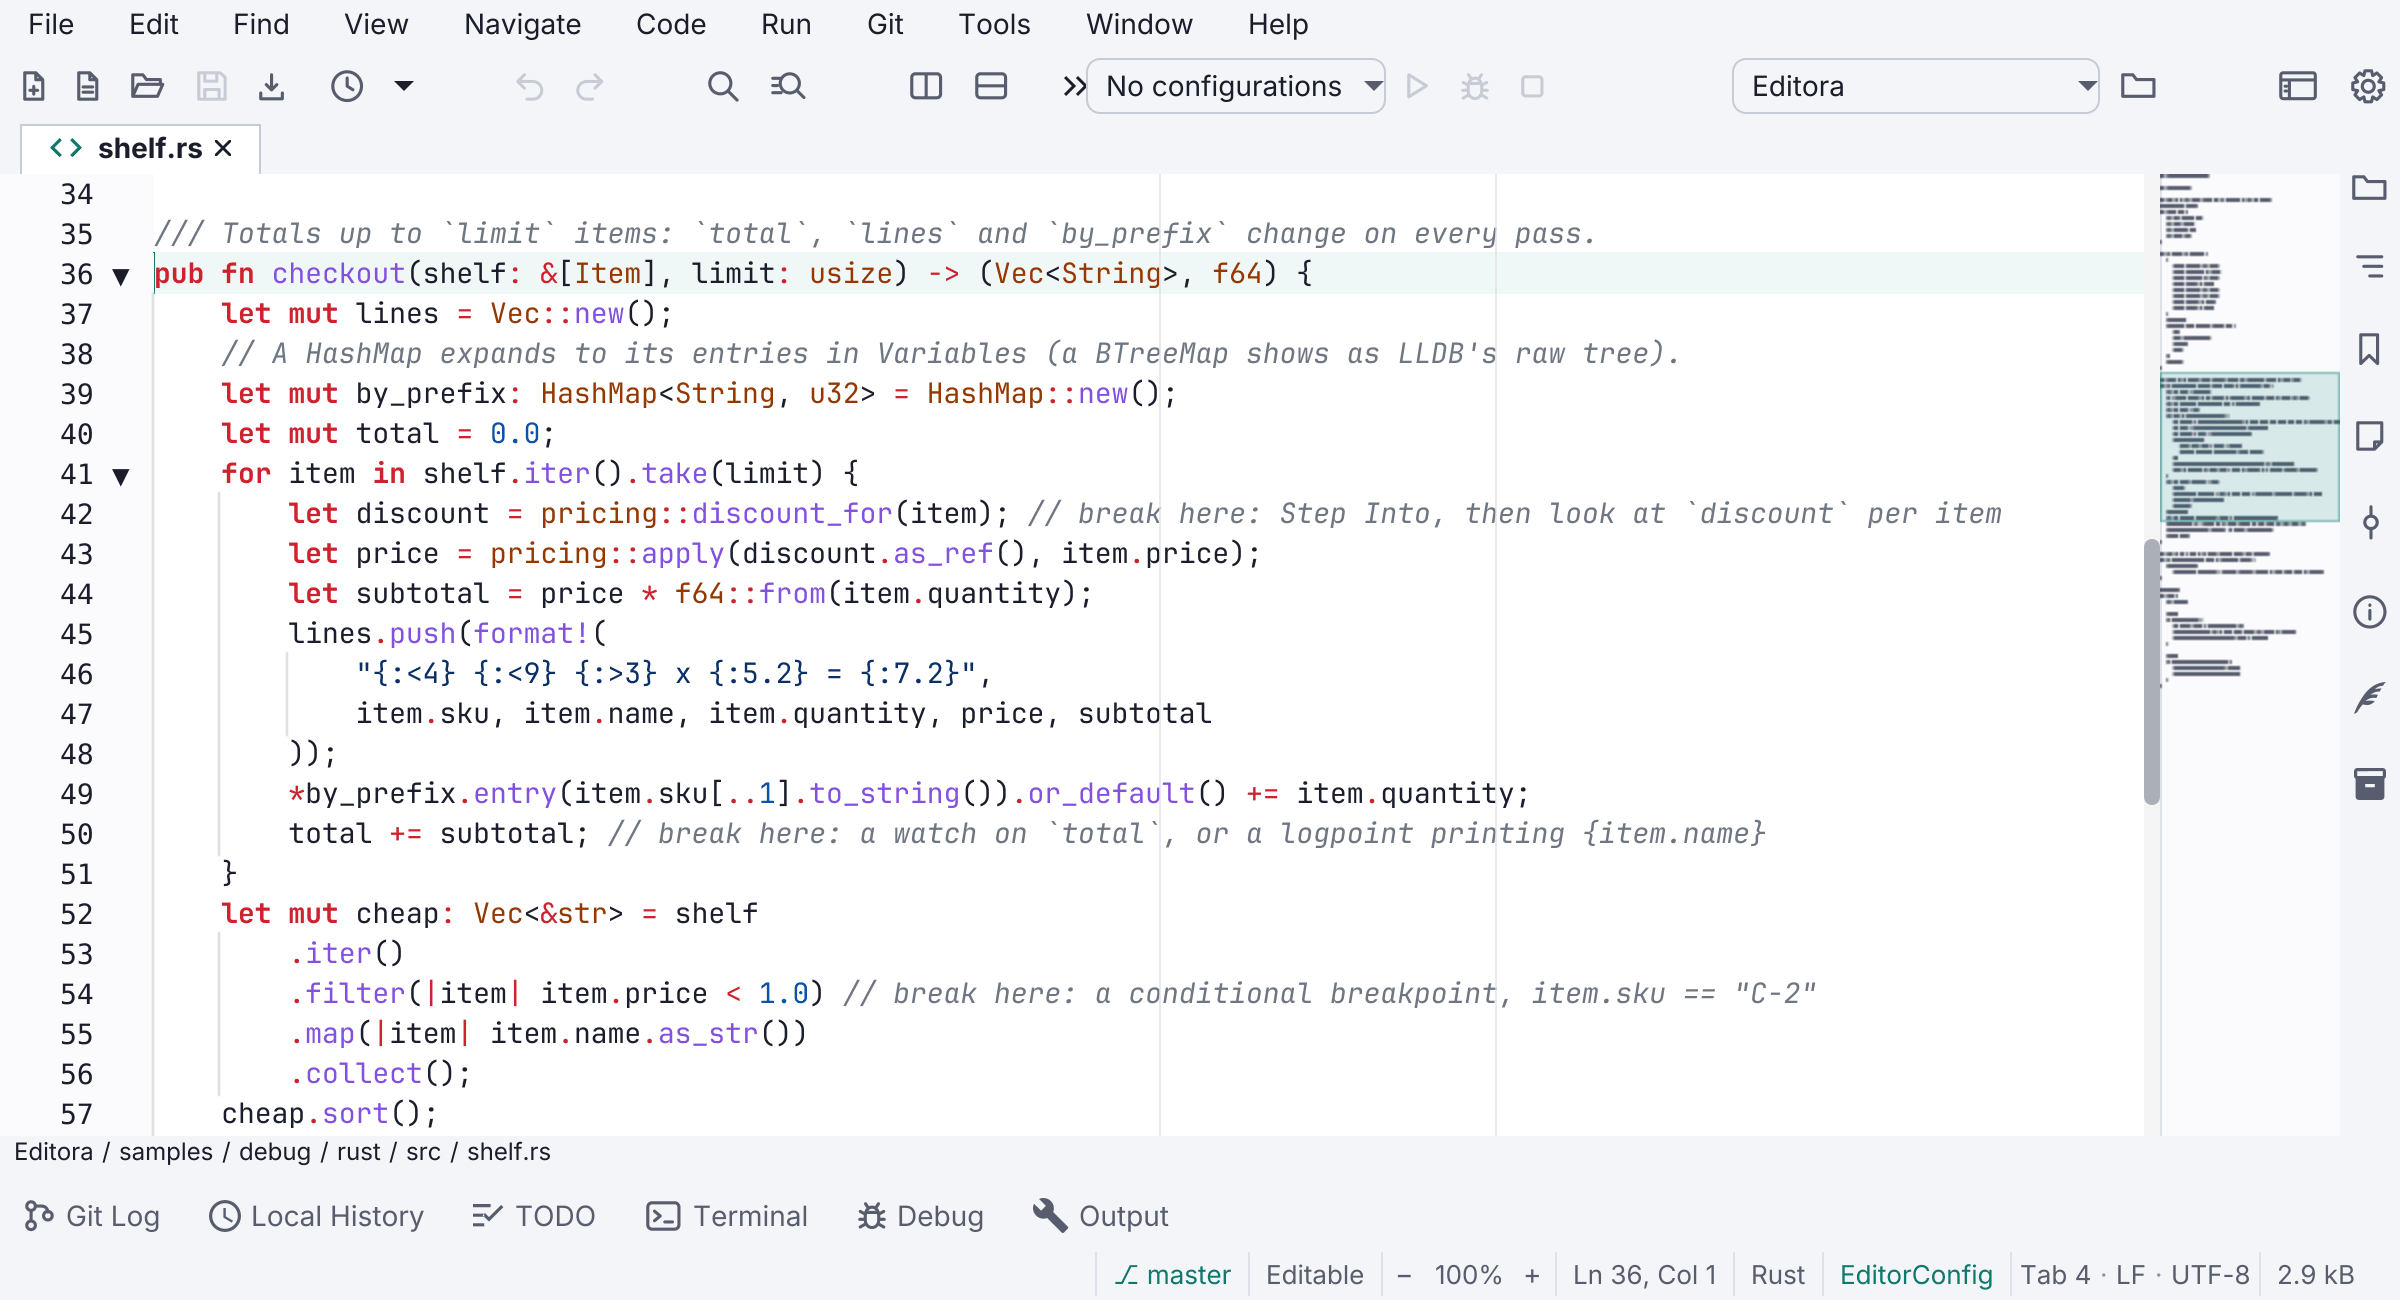 File Edit Find View Navigate Code Run Git Tools Window Help
No configurations Editora
shelf.rs
34
35 /// Totals up to `limit` items: `total`, `lines` and `by_prefix` change on every pass.
36 pub fn checkout(shelf: &[Item], limit: usize) -> (Vec<String>, f64) {
37 let mut lines = Vec::new();
38 // A HashMap expands to its entries in Variables (a BTreeMap shows as LLDB's raw tree).
39 let mut by_prefix: HashMap<String, u32> = HashMap::new();
40 let mut total = 0.0;
41 for item in shelf.iter().take(limit) {
42 let discount = pricing::discount_for(item); // break here: Step Into, then look at `discount` per item
43 let price = pricing::apply(discount.as_ref(), item.price);
44 let subtotal = price * f64::from(item.quantity);
45 lines.push(format!(
46 "{:<4} {:<9} {:>3} x {:5.2} = {:7.2}",
47 item.sku, item.name, item.quantity, price, subtotal
48 ));
49 *by_prefix.entry(item.sku[..1].to_string()).or_default() += item.quantity;
50 total += subtotal; // break here: a watch on `total`, or a logpoint printing {item.name}
51 }
52 let mut cheap: Vec<&str> = shelf
53 .iter()
54 .filter(|item| item.price < 1.0) // break here: a conditional breakpoint, item.sku == "C-2"
55 .map(|item| item.name.as_str())
56 .collect();
57 cheap.sort();
Editora / samples / debug / rust / src / shelf.rs
Git Log Local History TODO Terminal Debug Output
master Editable − 100% + Ln 36, Col 1 Rust EditorConfig Tab 4 · LF · UTF-8 2.9 kB